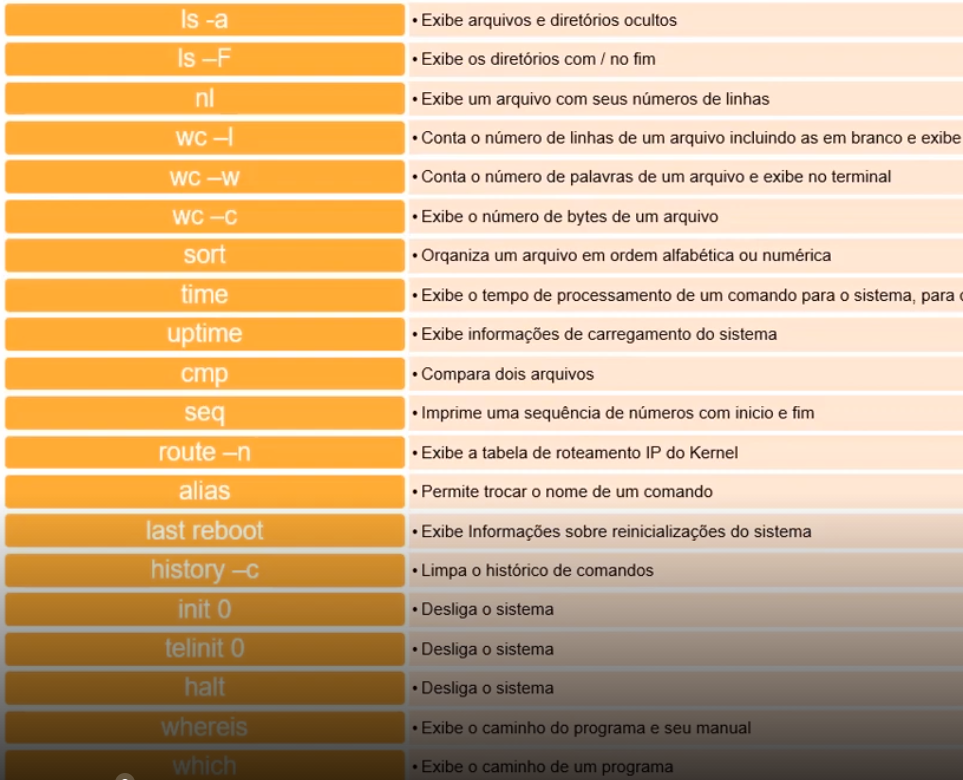 ls -a • Exibe arquivos e diretórios ocultos
ls –F • Exibe os diretórios com / no fim
nl • Exibe um arquivo com seus números de linhas
wc –l • Conta o número de linhas de um arquivo incluindo as em branco e exibe
wc –w • Conta o número de palavras de um arquivo e exibe no terminal
wc –c • Exibe o número de bytes de um arquivo
sort • Orqaniza um arquivo em ordem alfabética ou numérica
time • Exibe o tempo de processamento de um comando para o sistema, para
uptime • Exibe informações de carregamento do sistema
cmp • Compara dois arquivos
seq • Imprime uma sequência de números com inicio e fim
route –n • Exibe a tabela de roteamento IP do Kernel
alias • Permite trocar o nome de um comando
last reboot • Exibe Informações sobre reinicializações do sistema
history –c • Limpa o histórico de comandos
init 0 • Desliga o sistema
telinit 0 • Desliga o sistema
halt • Desliga o sistema
whereis • Exibe o caminho do programa e seu manual
which • Exibe o caminho de um programa